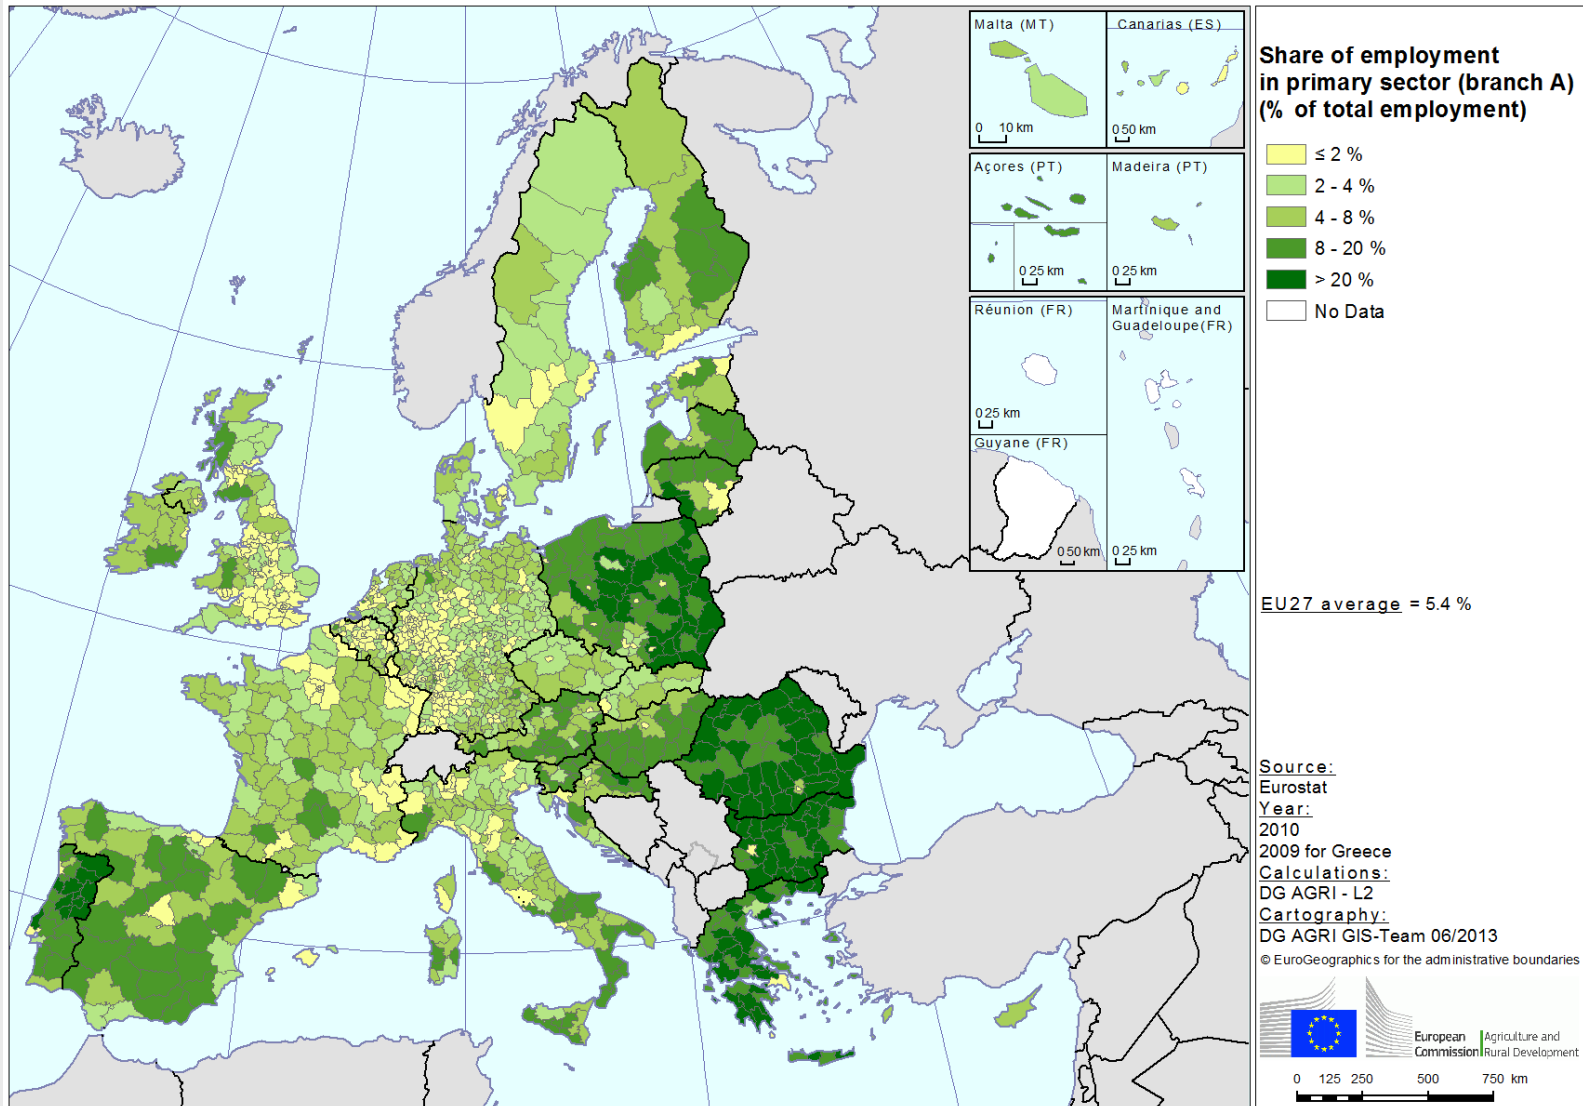 Malta (MT)
0 10 km
Canarias (ES)
0 50 km
Açores (PT)
0 25 km
Madeira (PT)
0 25 km
Réunion (FR)
0 25 km
Martinique and
Guadeloupe(FR)
0 25 km
Guyane (FR)
0 50 km
Share of employment
in primary sector (branch A)
(% of total employment)
≤ 2 %
2 - 4 %
4 - 8 %
8 - 20 %
> 20 %
No Data
EU27 average = 5.4 %
Source:
Eurostat
Year:
2010
2009 for Greece
Calculations:
DG AGRI - L2
Cartography:
DG AGRI GIS-Team 06/2013
© EuroGeographics for the administrative boundaries
European
Commission
Agriculture and
Rural Development
0 125 250 500 750 km